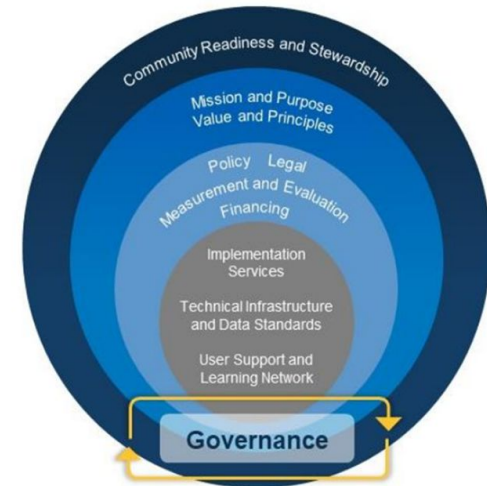 Community Readiness and Stewardship
Mission and Purpose
Value and Principles
Policy Legal
Measurement and Evaluation
Financing
Implementation
Services
Technical Infrastructure
and Data Standards
User Support and
Learning Network
Governance